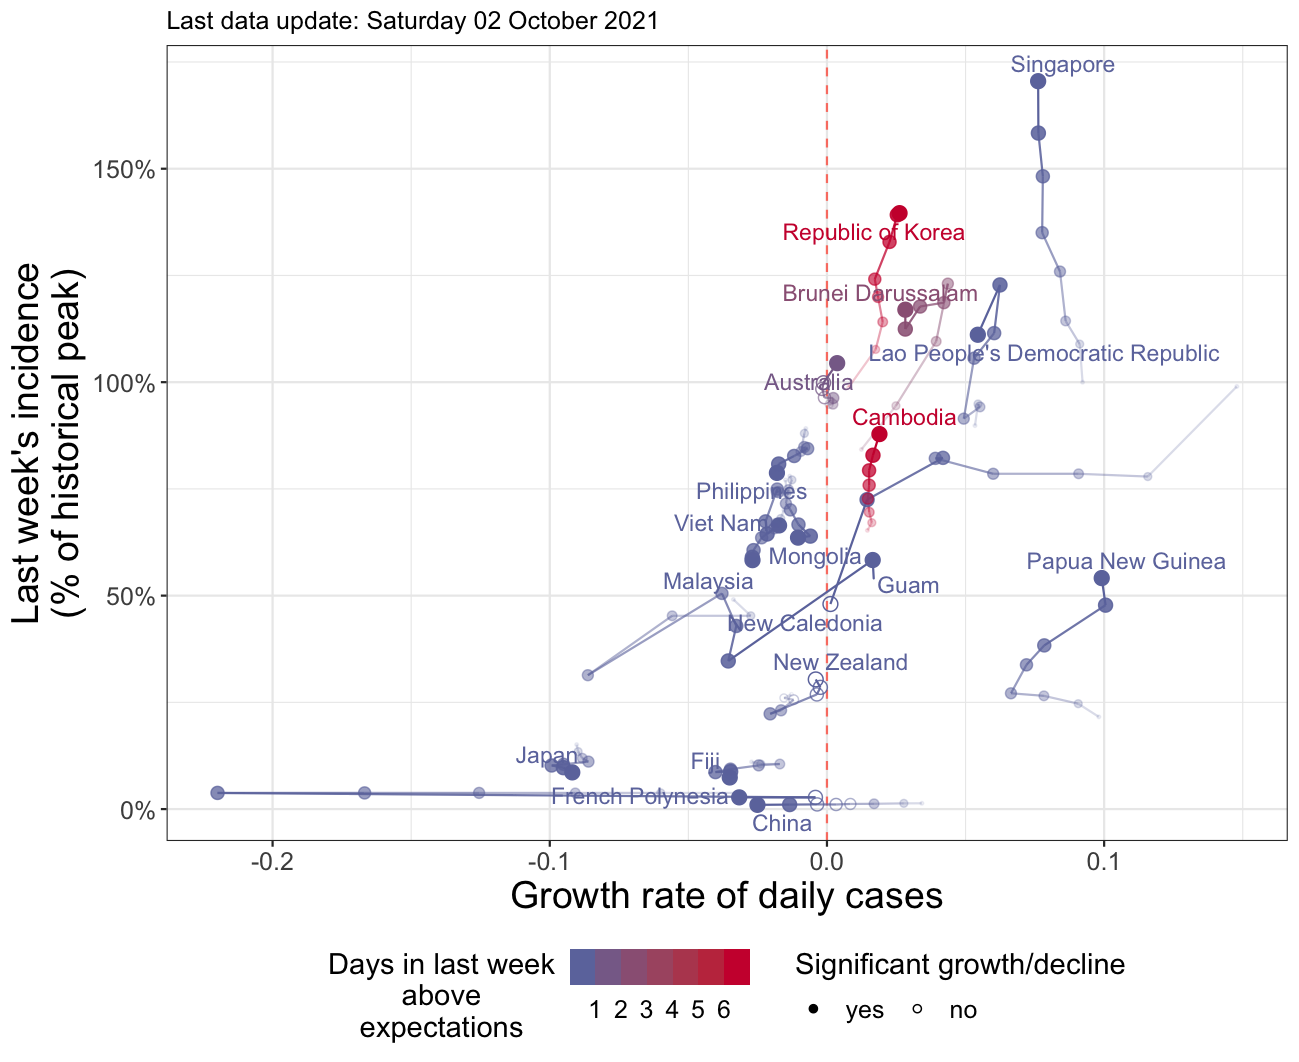 Last data update: Saturday 02 October 2021
Last week's incidence
(% of historical peak)
150%
100%
50%
0%
Singapore
Republic of Korea
Brunei Darussalam
Lao People's Democratic Republic
Australia
Cambodia
Philippines
Viet Nam
Mongolia
Papua New Guinea
Malaysia
Guam
New Caledonia
New Zealand
Japan
Fiji
French Polynesia
China
-0.2
-0.1
0.0
0.1
Growth rate of daily cases
Days in last week
above
expectations
1 2 3 4 5 6
Significant growth/decline
yes
no